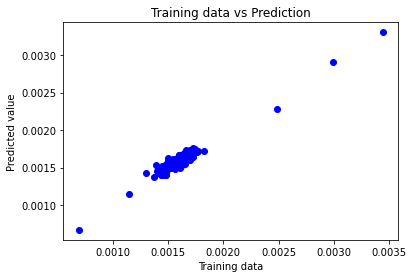 Training data vs Prediction
Predicted value
0.0030
0.0025
0.0020
0.0015
0.0010
0.0010 0.0015 0.0020 0.0025 0.0030 0.0035
Training data